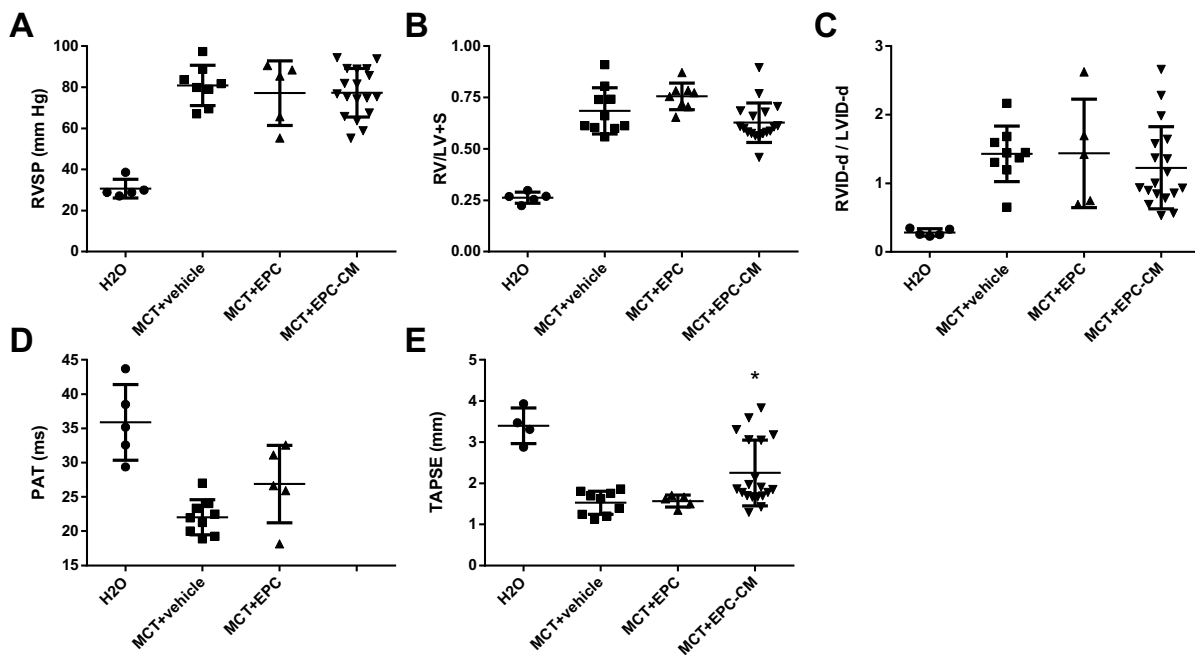 A
RVSP (mm Hg)
100
80
60
40
20
0
H2O
MCT+vehicle
MCT+EPC
MCT+EPC-CM
B
RV/LV+S
1.00
0.75
0.50
0.25
0.00
H2O
MCT+vehicle
MCT+EPC
MCT+EPC-CM
C
RVID-d / LVID-d
3
2
1
0
H2O
MCT+vehicle
MCT+EPC
MCT+EPC-CM
D
PAT (ms)
45
40
35
30
25
20
15
H2O
MCT+vehicle
MCT+EPC
E
TAPSE (mm)
5
4
3
2
1
0
*
H2O
MCT+vehicle
MCT+EPC
MCT+EPC-CM